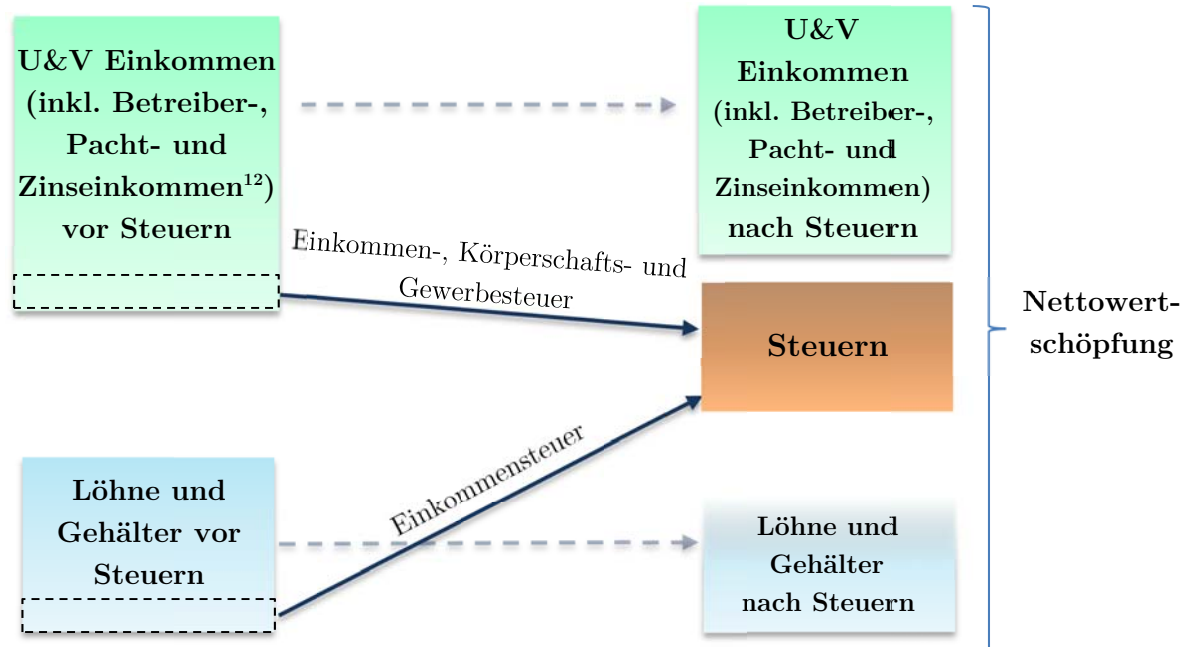 U&V Einkommen
(inkl. Betreiber-,
Pacht- und
Zinseinkommen¹²)
vor Steuern
U&V
Einkommen
(inkl. Betreiber-,
Pacht- und
Zinseinkommen)
nach Steuern
Einkommen-, Körperschafts- und
Gewerbesteuer
Steuern
Nettowert-
schöpfung
Einkommensteuer
Löhne und
Gehälter vor
Steuern
Löhne und
Gehälter
nach Steuern